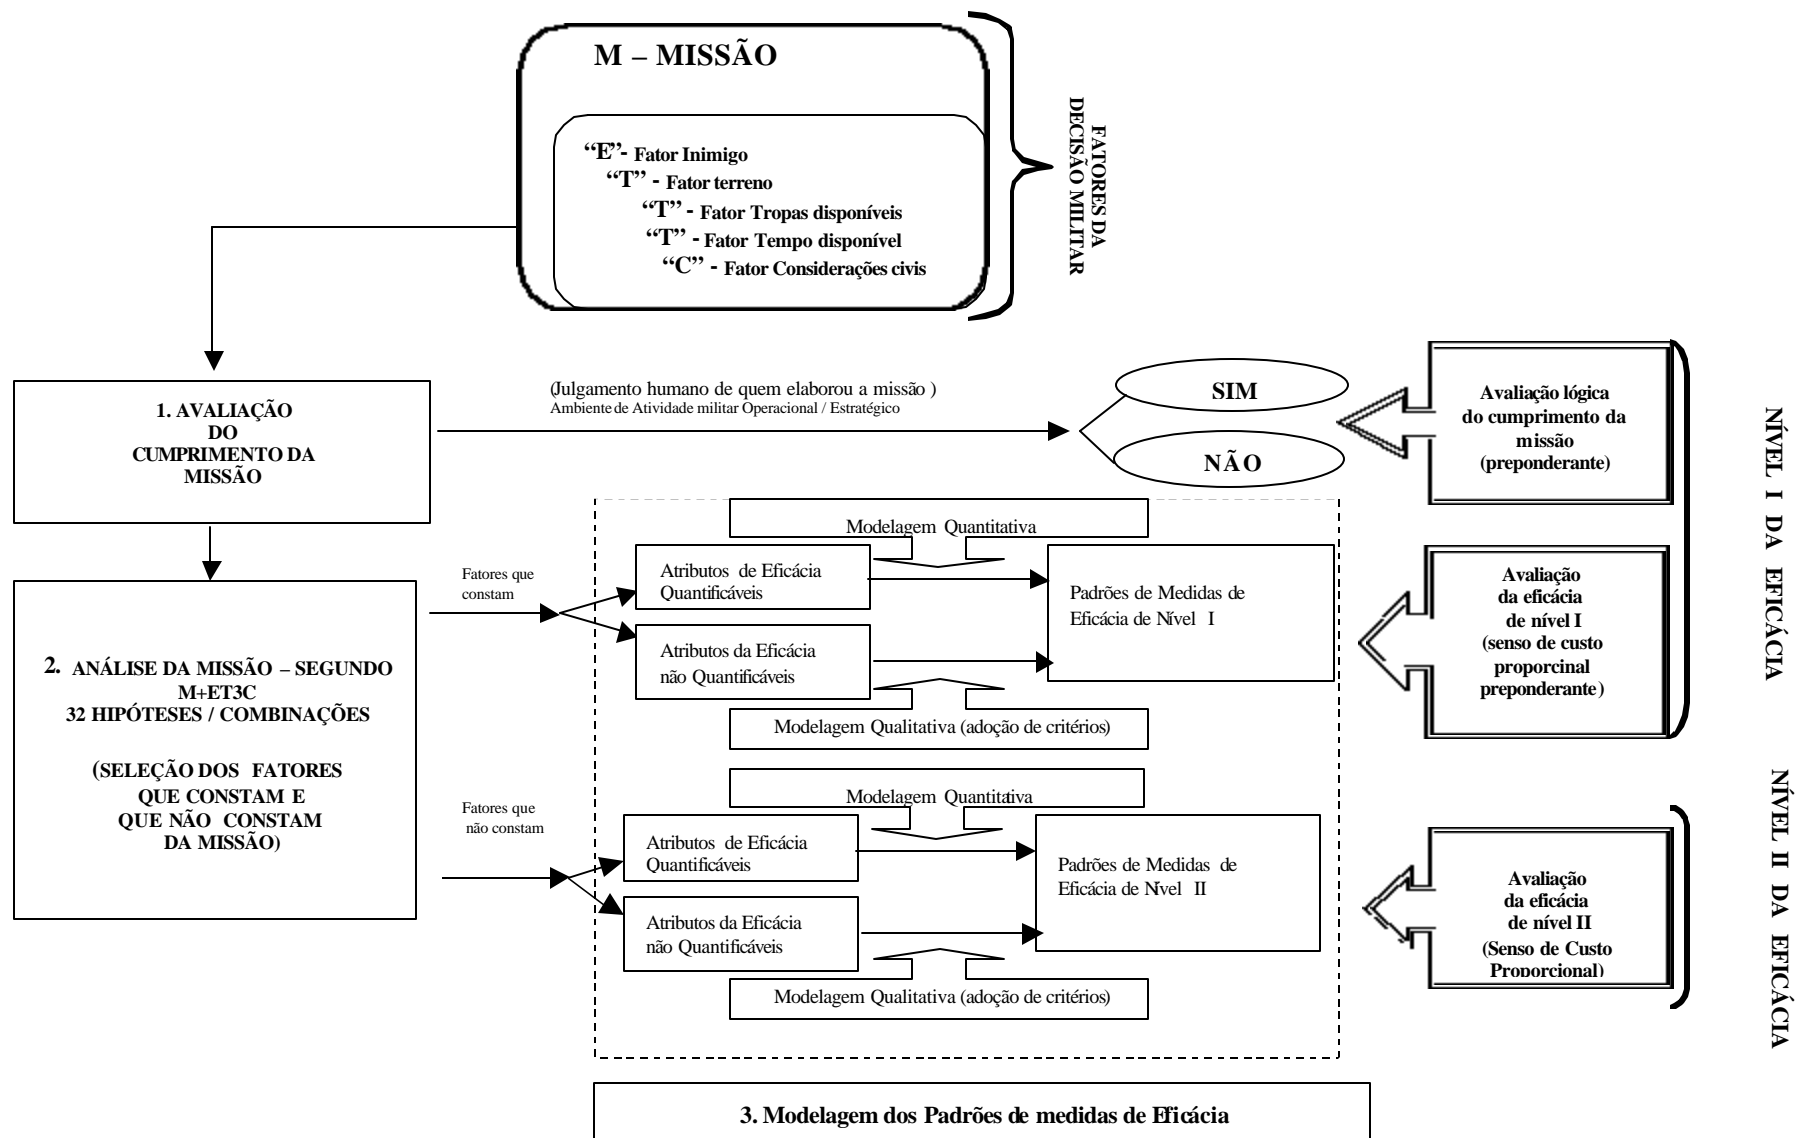 M – MISSÃO
“E”- Fator Inimigo
“T” - Fator terreno
“T” - Fator Tropas disponíveis
“T” - Fator Tempo disponível
“C” - Fator Considerações civis
FATORES DA
DECISÃO MILITAR
1. AVALIAÇÃO
DO
CUMPRIMENTO DA
MISSÃO
(Julgamento humano de quem elaborou a missão )
Ambiente de Atividade militar Operacional / Estratégico
SIM
NÃO
Avaliação lógica
do cumprimento da
missão
(preponderante)
NÍVEL I DA EFICÁCIA
2. ANÁLISE DA MISSÃO – SEGUNDO
M+ET3C
32 HIPÓTESES / COMBINAÇÕES
(SELEÇÃO DOS FATORES
QUE CONSTAM E
QUE NÃO CONSTAM
DA MISSÃO)
Fatores que
constam
Modelagem Quantitativa
Atributos de Eficácia
Quantificáveis
Atributos da Eficácia
não Quantificáveis
Modelagem Qualitativa (adoção de critérios)
Padrões de Medidas de
Eficácia de Nível I
Avaliação
da eficácia
de nível I
(senso de custo
proporcinal
preponderante)
Fatores que
não constam
Modelagem Quantitativa
Atributos de Eficácia
Quantificáveis
Atributos da Eficácia
não Quantificáveis
Modelagem Qualitativa (adoção de critérios)
Padrões de Medidas de
Eficácia de Nível II
Avaliação
da eficácia
de nível II
(Senso de Custo
Proporcional)
NÍVEL II DA EFICÁCIA
3. Modelagem dos Padrões de medidas de Eficácia